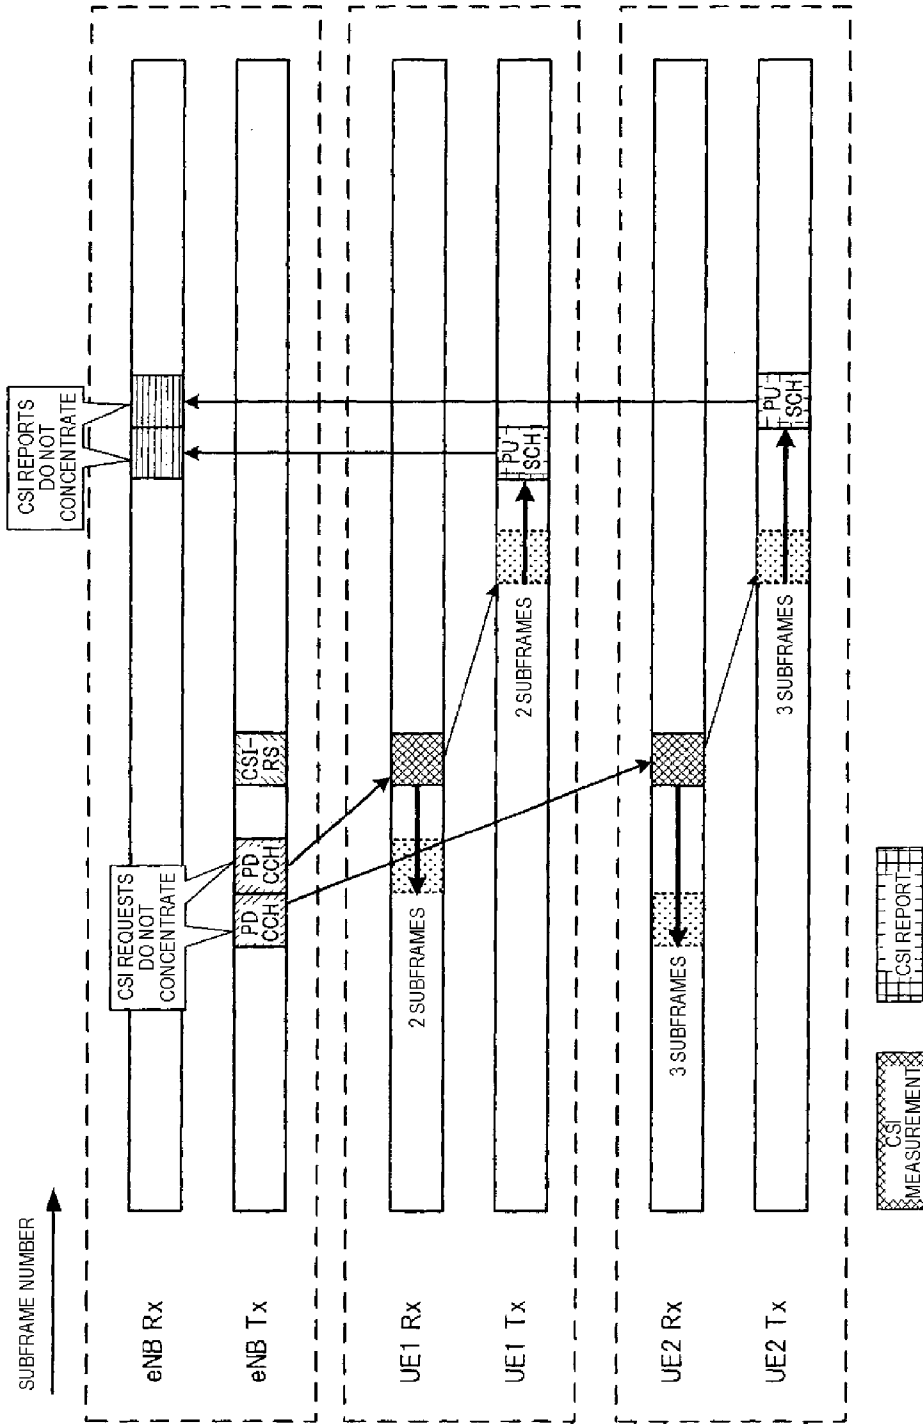 SUBFRAME NUMBER
eNB Rx
CSI REPORTS
DO NOT
CONCENTRATE
eNB Tx
CSI REQUESTS
DO NOT
CONCENTRATE
PD
CCH
PD
CCH
CSI-
RS
UE1 Rx
2 SUBFRAMES
UE1 Tx
2 SUBFRAMES
PU
SCH
UE2 Rx
3 SUBFRAMES
UE2 Tx
3 SUBFRAMES
PU
SCH
CSI
MEASUREMENT
CSI REPORT